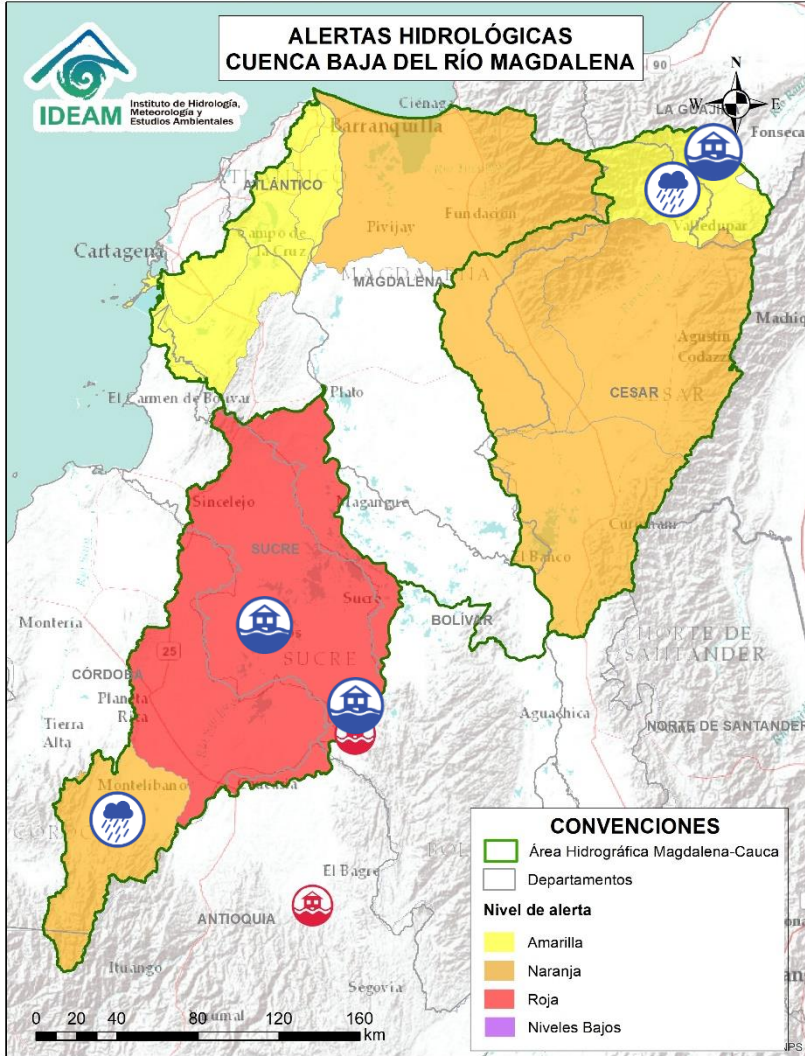 ALERTAS HIDROLÓGICAS
CUENCA BAJA DEL RÍO MAGDALENA
IDEAM
Instituto de Hidrología,
Meteorología y
Estudios Ambientales
90
N
W
E
Ciénaga
LA GUAJIRA
Fonseca
Barranquilla
ATLÁNTICO
Pivijay
Fundación
Valledupar
Campo de
la Cruz
Cartagena
MAGDALENA
MAGDALENA
Agustín
Codazzi
CESAR
El Carmen de Bolívar
Plato
Sincelejo
Magangué
SUCRE
El Banco
Sucre
BOLÍVAR
Montería
NORTE DE
SANTANDER
25
SUCRE
CÓRDOBA
Planeta
Rica
Tierra
Alta
Aguachica
NORTE DE SANTANDER
Montelíbano
El Bagre
ANTIOQUIA
Ituango
Segovia
CONVENCIONES
Área Hidrográfica Magdalena-Cauca
Departamentos
Nivel de alerta
Amarilla
Naranja
Roja
Niveles Bajos
0 20 40 80 120 160
km